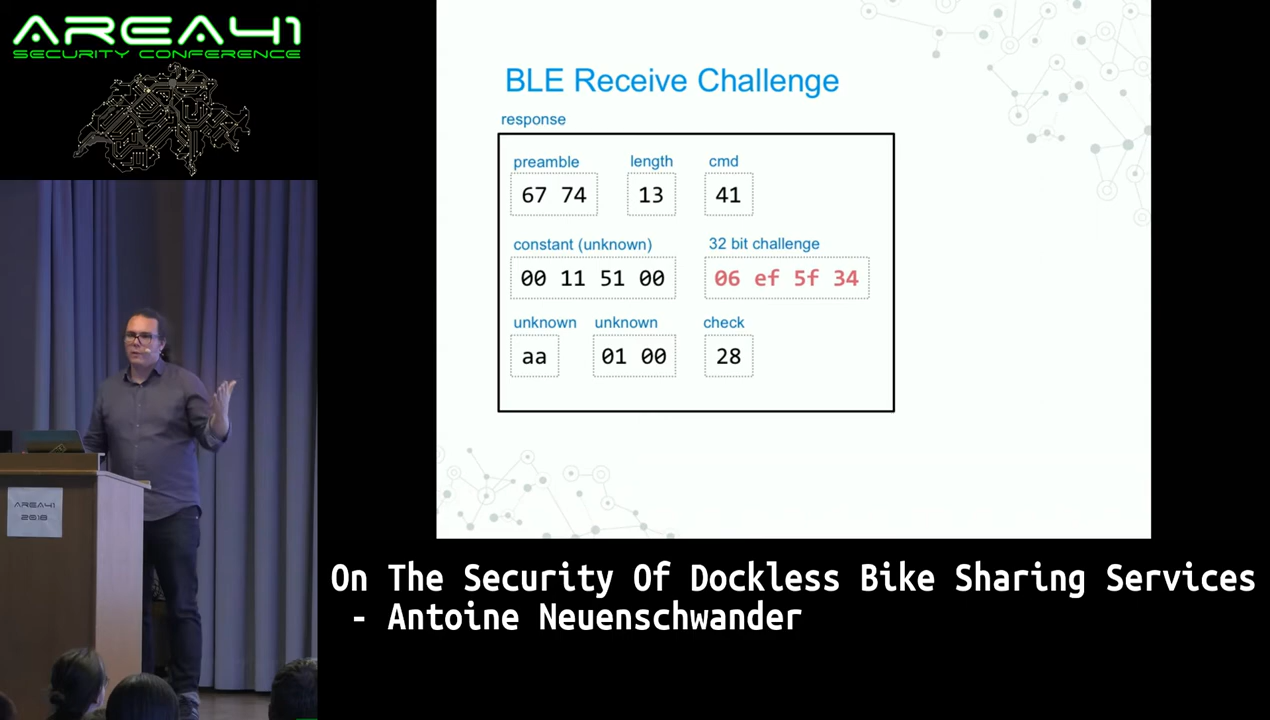 AREA41
SECURITY CONFERENCE
BLE Receive Challenge
response
preamble length cmd
67 74 13 41
constant (unknown) 32 bit challenge
00 11 51 00 06 ef 5f 34
unknown unknown check
aa 01 00 28
AREA41
2018
On The Security Of Dockless Bike Sharing Services
- Antoine Neuenschwander